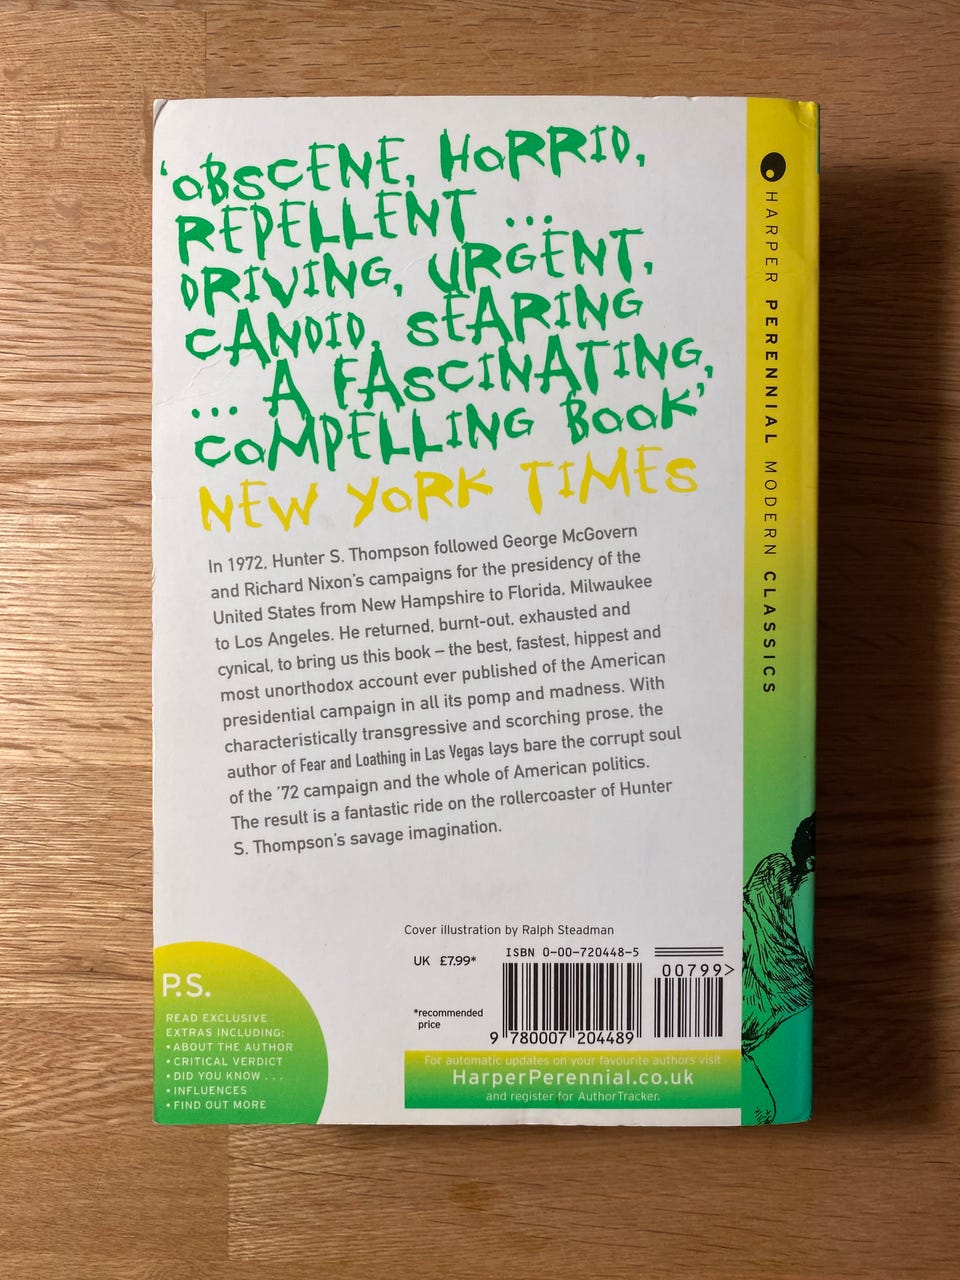 ‘OBSCENE, HORRID,
REPELLENT ...
DRIVING, URGENT,
CANDID, SEARING
... A FASCINATING,
COMPELLING BOOK’
NEW YORK TIMES
In 1972, Hunter S. Thompson followed George McGovern
and Richard Nixon’s campaigns for the presidency of the
United States from New Hampshire to Florida, Milwaukee
to Los Angeles. He returned, burnt-out, exhausted and
cynical, to bring us this book – the best, fastest, hippest and
most unorthodox account ever published of the American
presidential campaign in all its pomp and madness. With
characteristically transgressive and scorching prose, the
author of Fear and Loathing in Las Vegas lays bare the corrupt soul
of the ’72 campaign and the whole of American politics.
The result is a fantastic ride on the rollercoaster of Hunter
S. Thompson’s savage imagination.
Cover illustration by Ralph Steadman
UK £7.99*
*recommended
price
ISBN 0-00-720448-5
00799>
9 780007 204489
For automatic updates on your favourite authors visit
HarperPerennial.co.uk
and register for AuthorTracker.
P.S.
READ EXCLUSIVE
EXTRAS INCLUDING:
• ABOUT THE AUTHOR
• CRITICAL VERDICT
• DID YOU KNOW . . .
• INFLUENCES
• FIND OUT MORE
HARPER PERENNIAL MODERN CLASSICS